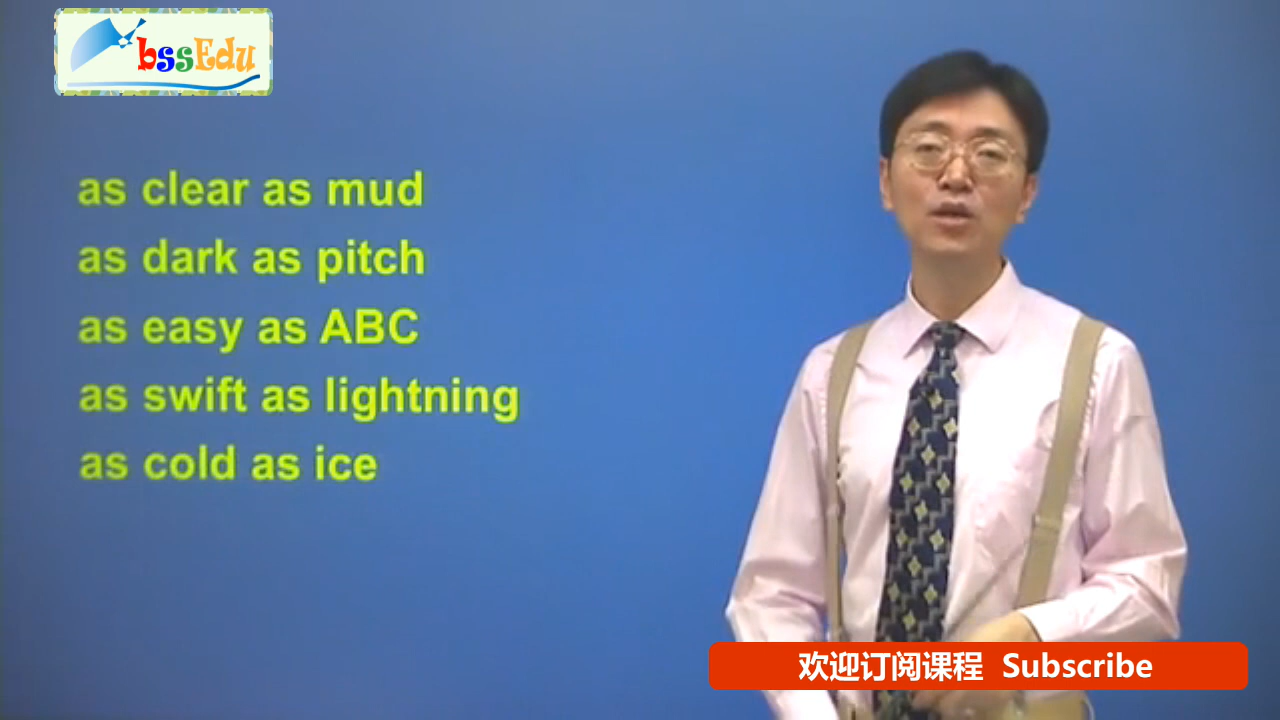 bssEdu
as clear as mud
as dark as pitch
as easy as ABC
as swift as lightning
as cold as ice
欢迎订阅课程 Subscribe